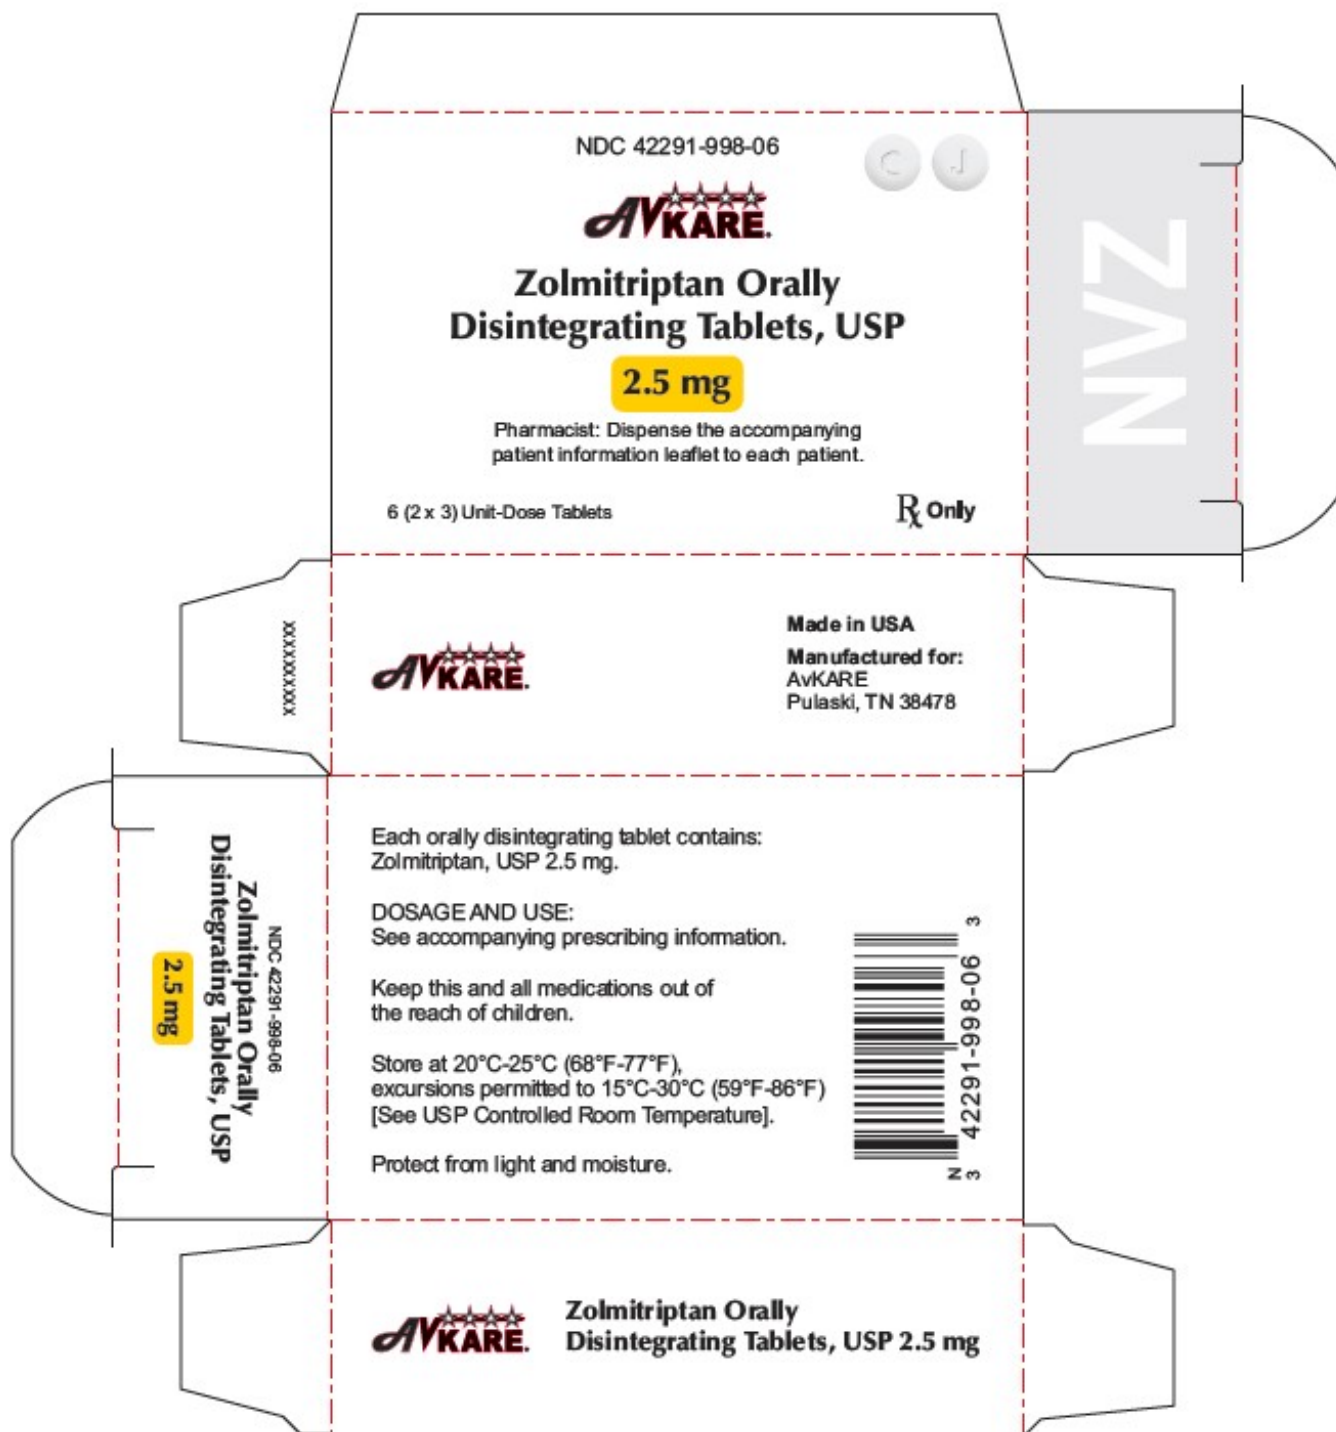 NDC 42291-998-06
C J
AVKARE.
Zolmitriptan Orally
Disintegrating Tablets, USP
2.5 mg
Pharmacist: Dispense the accompanying
patient information leaflet to each patient.
6 (2 x 3) Unit-Dose Tablets
Rx Only
NVZ
xxxxxxxxxx
AVKARE.
Made in USA
Manufactured for:
AvKARE
Pulaski, TN 38478
NDC 42291-998-06
Zolmitriptan Orally
Disintegrating Tablets, USP
2.5 mg
Each orally disintegrating tablet contains:
Zolmitriptan, USP 2.5 mg.
DOSAGE AND USE:
See accompanying prescribing information.
Keep this and all medications out of
the reach of children.
Store at 20°C-25°C (68°F-77°F),
excursions permitted to 15°C-30°C (59°F-86°F)
[See USP Controlled Room Temperature].
Protect from light and moisture.
N
3 42291-998-06 3
AVKARE.
Zolmitriptan Orally
Disintegrating Tablets, USP 2.5 mg